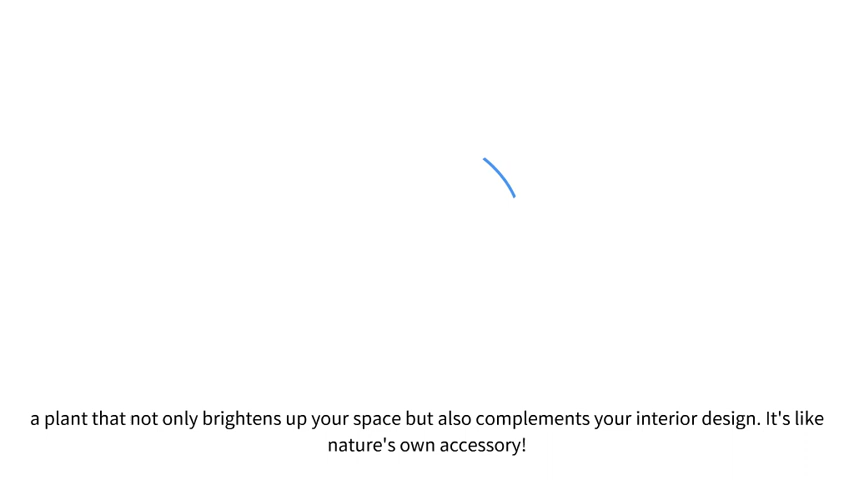 a plant that not only brightens up your space but also complements your interior design. It's like
nature's own accessory!